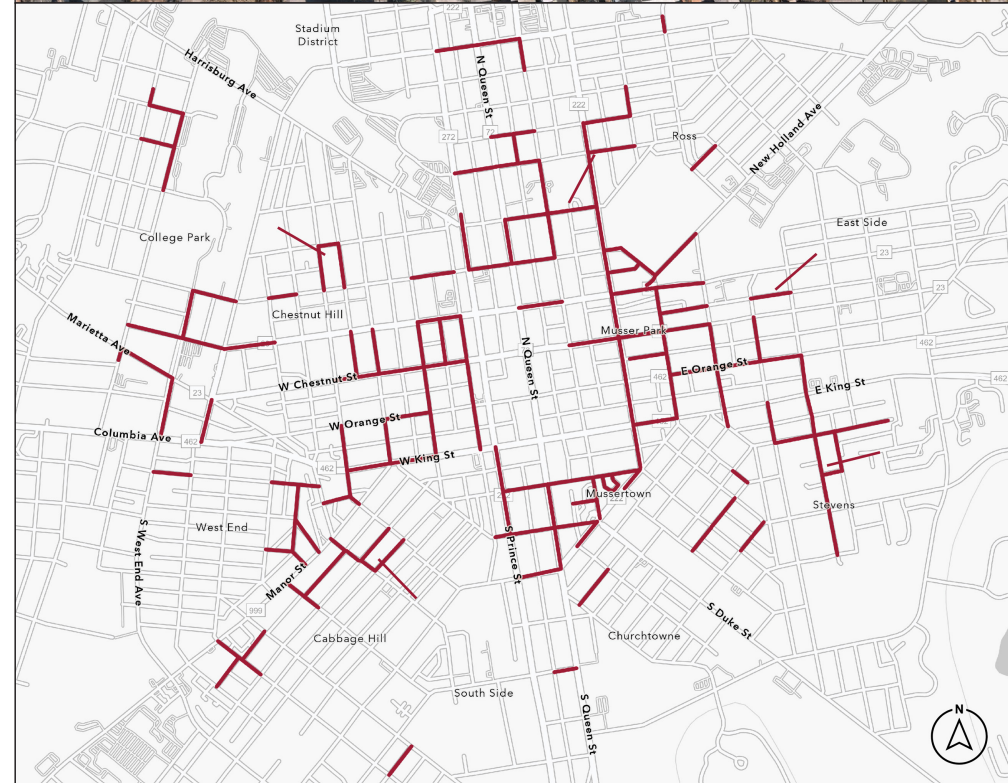 222
Stadium
District
Harrisburg Ave
N Queen St
222
272
72
Ross
New Holland Ave
College Park
East Side
23
23
Chestnut Hill
Marietta Ave
Musser Park
N Queen St
462
W Chestnut St
E Orange St
462
462
E King St
23
W Orange St
Columbia Ave
462
W King St
462
Mussertown
222
Stevens
West End
S West End Ave
S Prince St
Manor St
999
S Duke St
Cabbage Hill
Churchtowne
South Side
S Queen St
N